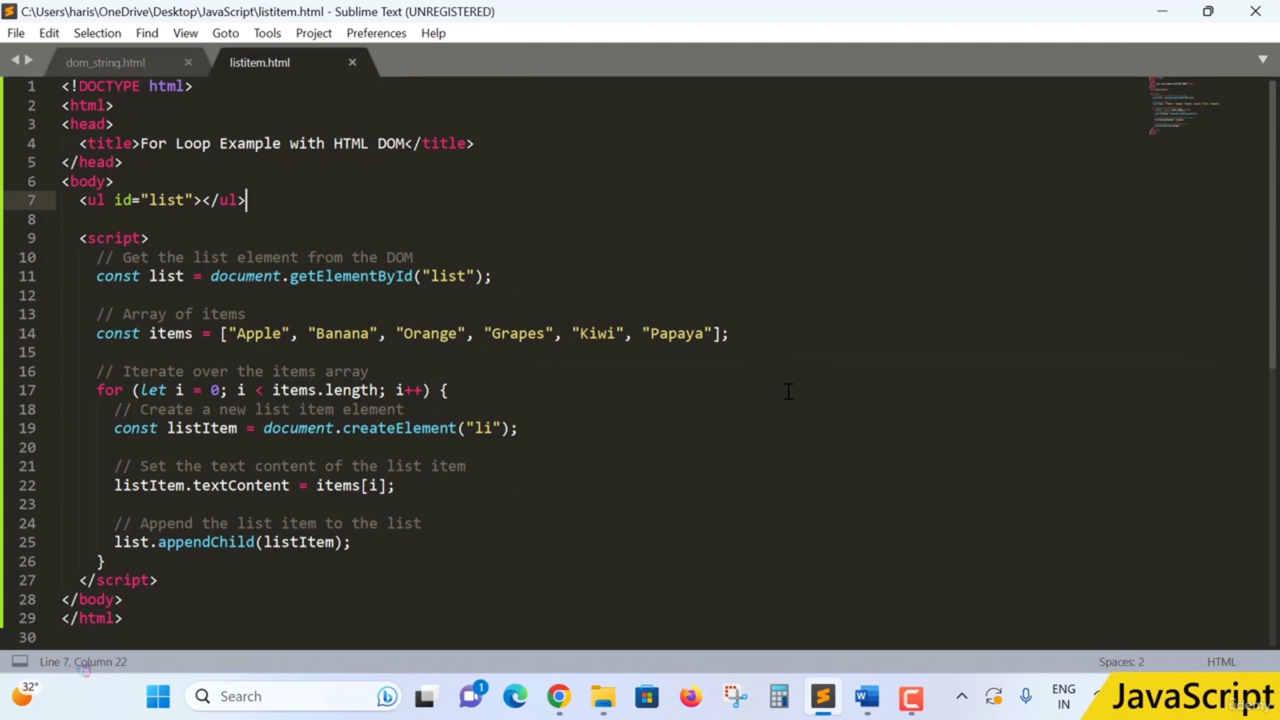 C:\Users\haris\OneDrive\Desktop\JavaScript\listitem.html - Sublime Text (UNREGISTERED)
File Edit Selection Find View Goto Tools Project Preferences Help
dom_string.html listitem.html
1 <!DOCTYPE html>
2 <html>
3 <head>
4 <title>For Loop Example with HTML DOM</title>
5 </head>
6 <body>
7 <ul id="list"></ul>
8
9 <script>
10 // Get the list element from the DOM
11 const list = document.getElementById("list");
12
13 // Array of items
14 const items = ["Apple", "Banana", "Orange", "Grapes", "Kiwi", "Papaya"];
15
16 // Iterate over the items array
17 for (let i = 0; i < items.length; i++) {
18 // Create a new list item element
19 const listItem = document.createElement("li");
20
21 // Set the text content of the list item
22 listItem.textContent = items[i];
23
24 // Append the list item to the list
25 list.appendChild(listItem);
26 }
27 </script>
28 </body>
29 </html>
30
Line 7, Column 22 Spaces: 2 HTML
32° Search 1 ENG IN JavaScript
Udemy